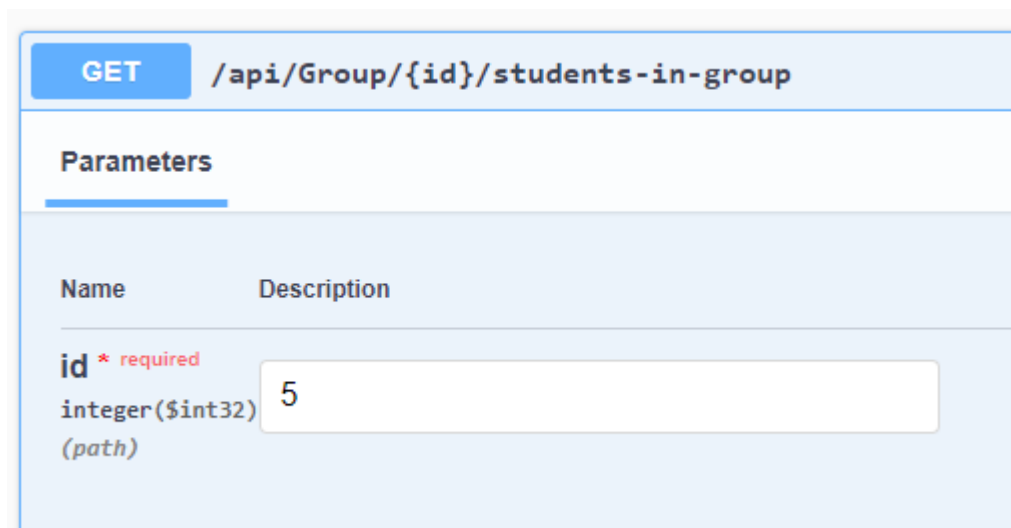 GET /api/Group/{id}/students-in-group
Parameters
Name Description
id * required
integer($int32) 5
(path)